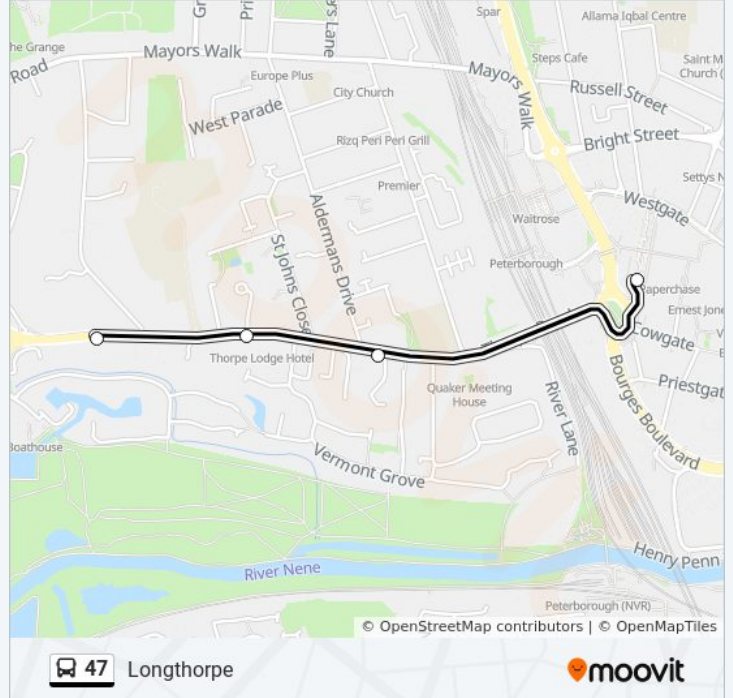 Spar
Allama Iqbal Centre
he Grange
Mayors Walk
Steps Cafe
Saint M
Church (
Road
Europe Plus
Mayors Walk
City Church
Russell Street
West Parade
Rizq Peri Peri Grill
Bright Street
Premier
Settys N
Aldermans Drive
Westgate
Waitrose
St Johns Close
Peterborough
Paperchase
Ernest Jone
Cowgate
Thorpe Lodge Hotel
Priestgat
Quaker Meeting
House
River Lane
Bourges Boulevard
Boathouse
Vermont Grove
River Nene
Henry Penn
Peterborough (NVR)
© OpenStreetMap contributors | © OpenMapTiles
47 Longthorpe
moovit